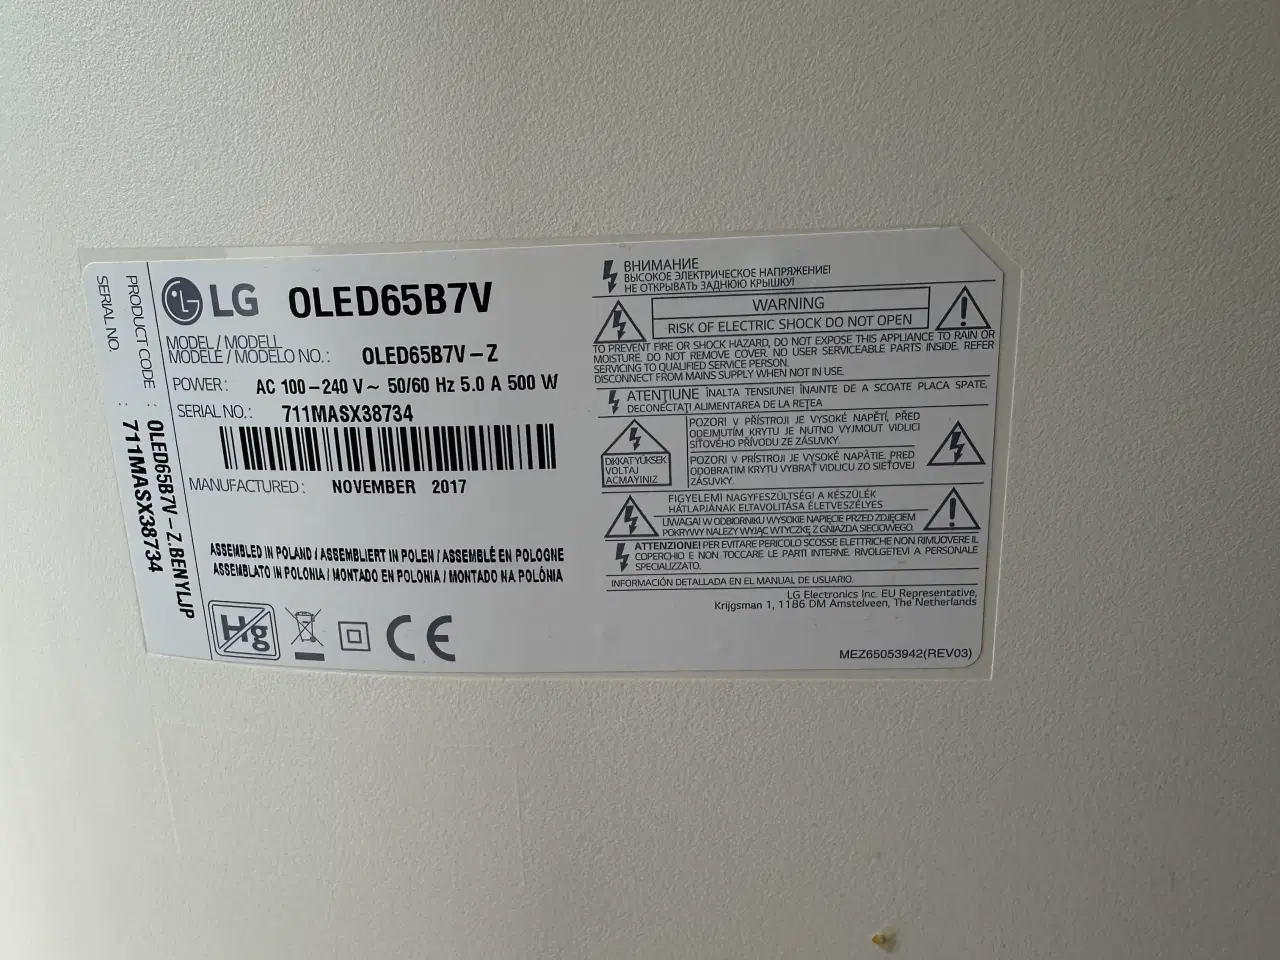 LG OLED65B7V
MODEL / MODELL
MODÈLE / MODELO NO.: OLED65B7V-Z
POWER: AC 100-240 V~ 50/60 Hz 5.0 A 500 W
SERIAL NO.: 711MASX38734
MANUFACTURED: NOVEMBER 2017
ASSEMBLED IN POLAND / ASSEMBLIERT IN POLEN / ASSEMBLÉ EN POLOGNE
ASSEMBLATO IN POLONIA / MONTADO EN POLONIA / MONTADO NA POLÓNIA
Hg
CE
PRODUCT CODE : OLED65B7V-Z.BENYLJP
SERIAL NO. : 711MASX38734
ВНИМАНИЕ
ВЫСОКОЕ ЭЛЕКТРИЧЕСКОЕ НАПРЯЖЕНИЕ!
НЕ ОТКРЫВАТЬ ЗАДНЮЮ КРЫШКУ!
WARNING
RISK OF ELECTRIC SHOCK DO NOT OPEN
TO PREVENT FIRE OR SHOCK HAZARD, DO NOT EXPOSE THIS APPLIANCE TO RAIN OR
MOISTURE. DO NOT REMOVE COVER. NO USER SERVICEABLE PARTS INSIDE. REFER
SERVICING TO QUALIFIED SERVICE PERSON.
DISCONNECT FROM MAINS SUPPLY WHEN NOT IN USE.
ATENŢIUNE ÎNALTA TENSIUNE! ÎNAINTE DE A SCOATE PLACA SPATE,
DECONECTAŢI ALIMENTAREA DE LA REŢEA
DIKKAT YÜKSEK
VOLTAJ
AÇMAYINIZ
POZOR! V PŘÍSTROJI JE VYSOKÉ NAPĚTÍ, PŘED
ODEJMUTÍM KRYTU JE NUTNO VYJMOUT VIDLICI
SÍŤOVÉHO PŘÍVODU ZE ZÁSUVKY.
POZOR! V PRÍSTROJI JE VYSOKÉ NAPÄTIE, PRED
ODOBRATIM KRYTU VYBRAŤ VIDLICU ZO SIEŤOVEJ
ZÁSUVKY.
FIGYELEM! NAGYFESZÜLTSÉG! A KÉSZÜLÉK
HÁTLAPJÁNAK ELTÁVOLÍTÁSA ÉLETVESZÉLYES
UWAGA! W ODBIORNIKU WYSOKIE NAPIĘCIE PRZED ZDJĘCIEM
POKRYWY NALEŻY WYJĄĆ WTYCZKĘ Z GNIAZDA SIECIOWEGO.
ATTENZIONE! PER EVITARE PERICOLO SCOSSE ELETTRICHE NON RIMUOVERE IL
COPERCHIO E NON TOCCARE LE PARTI INTERNE. RIVOLGETEVI A PERSONALE
SPECIALIZZATO.
INFORMACIÓN DETALLADA EN EL MANUAL DE USUARIO.
LG Electronics Inc. EU Representative,
Krijgsman 1, 1186 DM Amstelveen, The Netherlands
MEZ65053942(REV03)